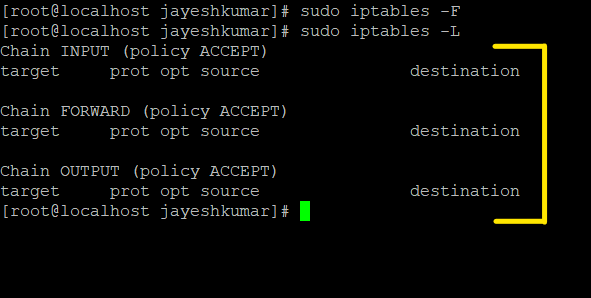 [root@localhost jayeshkumar]# sudo iptables -F
[root@localhost jayeshkumar]# sudo iptables -L
Chain INPUT (policy ACCEPT)
target     prot opt source               destination

Chain FORWARD (policy ACCEPT)
target     prot opt source               destination

Chain OUTPUT (policy ACCEPT)
target     prot opt source               destination
[root@localhost jayeshkumar]#